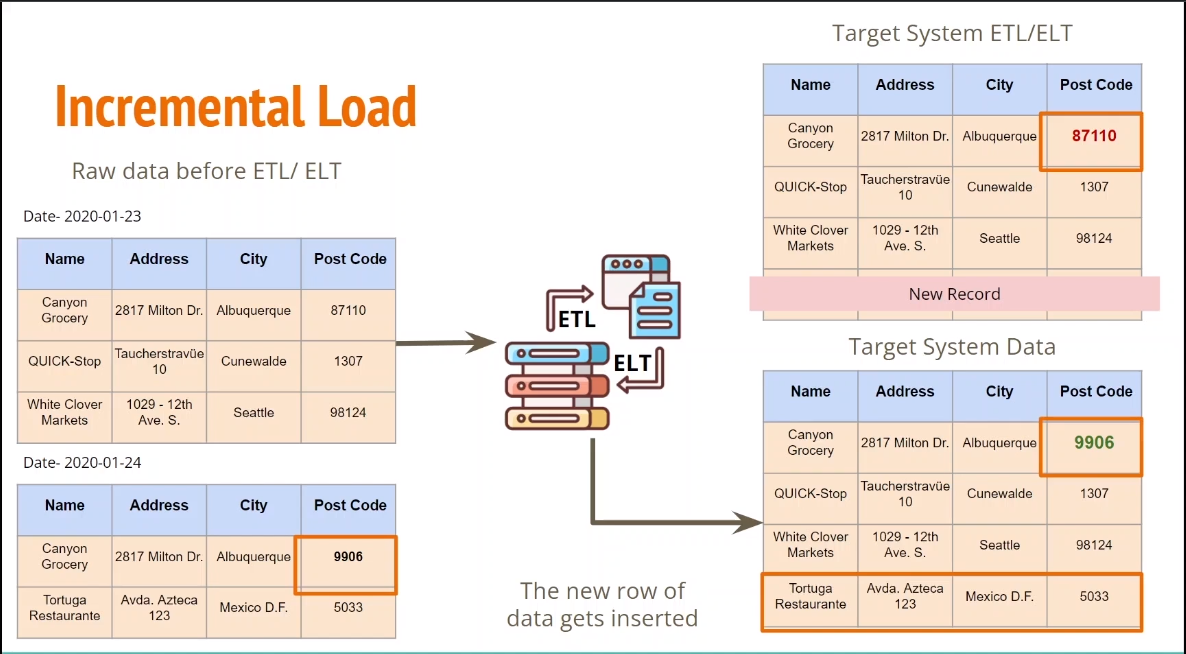 Incremental Load
Raw data before ETL/ ELT
Date- 2020-01-23
Name Address City Post Code
Canyon
Grocery
2817 Milton Dr. Albuquerque 87110
QUICK-Stop
Taucherstravüe
10
Cunewalde 1307
White Clover
Markets
1029 - 12th
Ave. S.
Seattle 98124
Date- 2020-01-24
Name Address City Post Code
Canyon
Grocery
2817 Milton Dr. Albuquerque 9906
Tortuga
Restaurante
Avda. Azteca
123
Mexico D.F. 5033
ETL
ELT
The new row of
data gets inserted
Target System ETL/ELT
Name Address City Post Code
Canyon
Grocery
2817 Milton Dr. Albuquerque 87110
QUICK-Stop
Taucherstravüe
10
Cunewalde 1307
White Clover
Markets
1029 - 12th
Ave. S.
Seattle 98124
New Record
Target System Data
Name Address City Post Code
Canyon
Grocery
2817 Milton Dr. Albuquerque 9906
QUICK-Stop
Taucherstravüe
10
Cunewalde 1307
White Clover
Markets
1029 - 12th
Ave. S.
Seattle 98124
Tortuga
Restaurante
Avda. Azteca
123
Mexico D.F. 5033